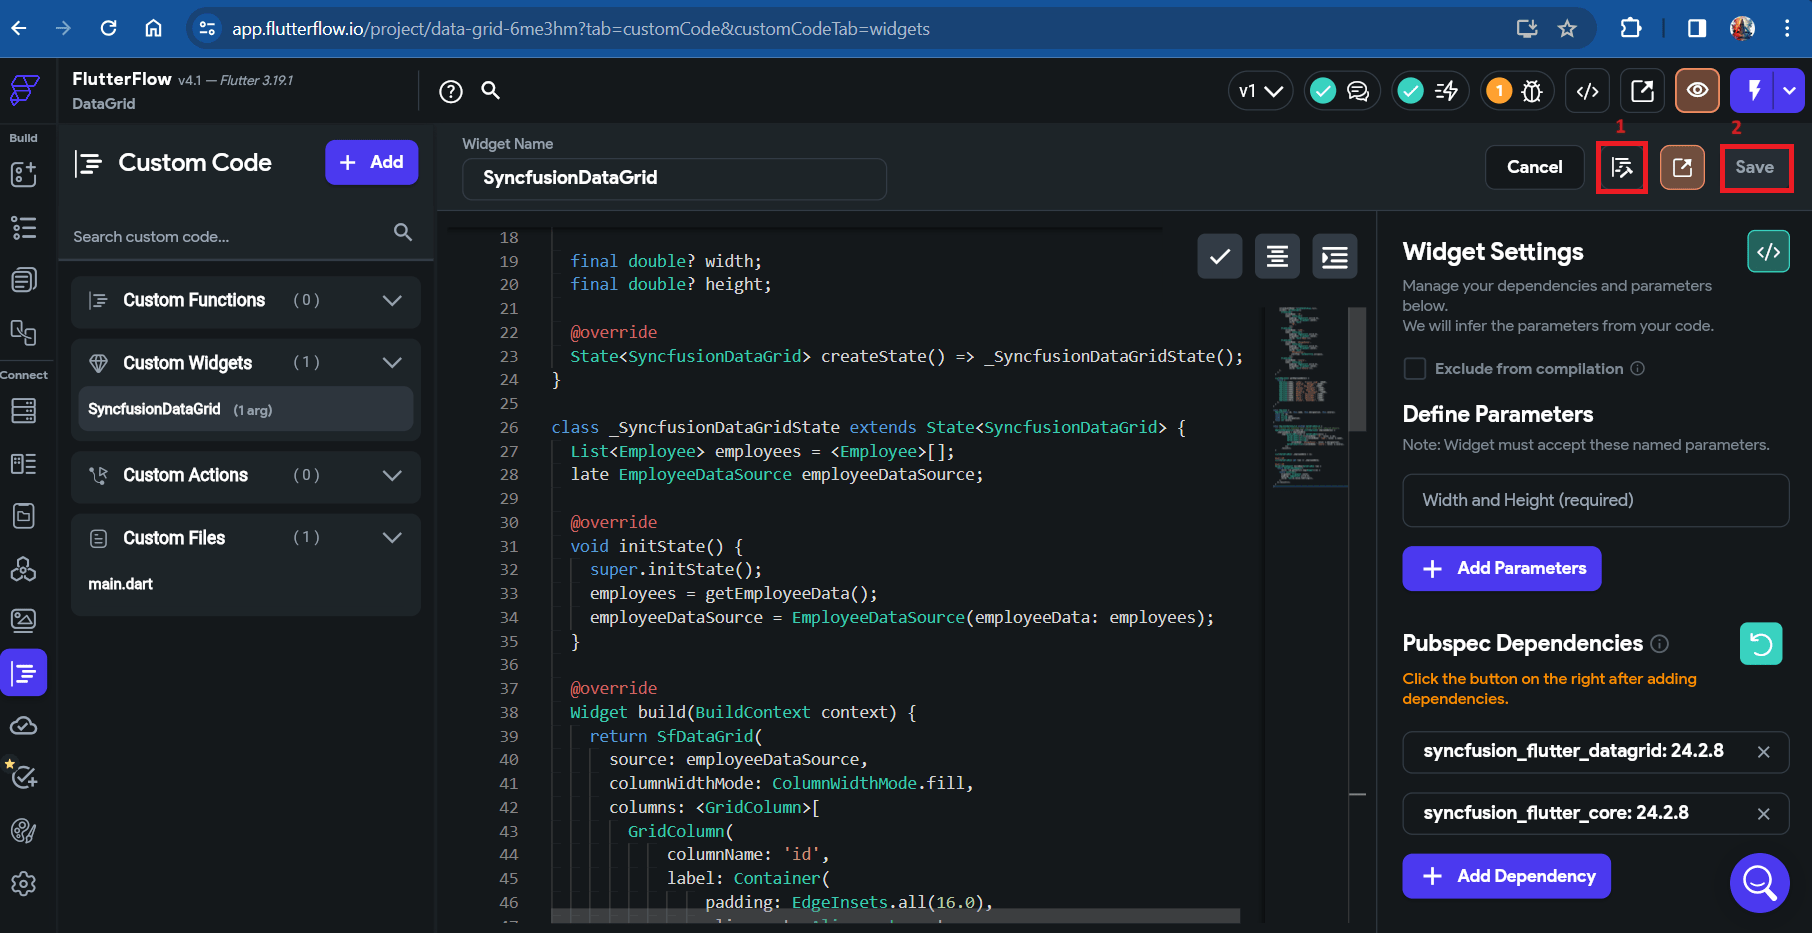 app.flutterflow.io/project/data-grid-6me3hm?tab=customCode&customCodeTab=widgets
FlutterFlow v4.1 — Flutter 3.19.1
DataGrid
v1
1
1
2
Build
Connect
Custom Code
+ Add
Search custom code...
Custom Functions (0)
Custom Widgets (1)
SyncfusionDataGrid (1 arg)
Custom Actions (0)
Custom Files (1)
main.dart
Widget Name
SyncfusionDataGrid
Cancel
Save
18
19 final double? width;
20 final double? height;
21
22 @override
23 State<SyncfusionDataGrid> createState() => _SyncfusionDataGridState();
24 }
25
26 class _SyncfusionDataGridState extends State<SyncfusionDataGrid> {
27 List<Employee> employees = <Employee>[];
28 late EmployeeDataSource employeeDataSource;
29
30 @override
31 void initState() {
32 super.initState();
33 employees = getEmployeeData();
34 employeeDataSource = EmployeeDataSource(employeeData: employees);
35 }
36
37 @override
38 Widget build(BuildContext context) {
39 return SfDataGrid(
40 source: employeeDataSource,
41 columnWidthMode: ColumnWidthMode.fill,
42 columns: <GridColumn>[
43 GridColumn(
44 columnName: 'id',
45 label: Container(
46 padding: EdgeInsets.all(16.0),
Widget Settings
Manage your dependencies and parameters
below.
We will infer the parameters from your code.
Exclude from compilation
Define Parameters
Note: Widget must accept these named parameters.
Width and Height (required)
+ Add Parameters
Pubspec Dependencies
Click the button on the right after adding
dependencies.
syncfusion_flutter_datagrid: 24.2.8
syncfusion_flutter_core: 24.2.8
+ Add Dependency